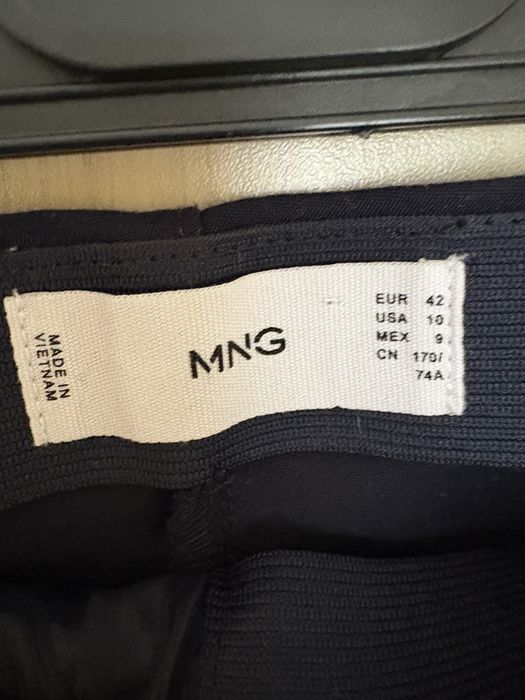 MADE IN
VIETNAM
MNG
EUR 42
USA 10
MEX 9
CN 170/
74A